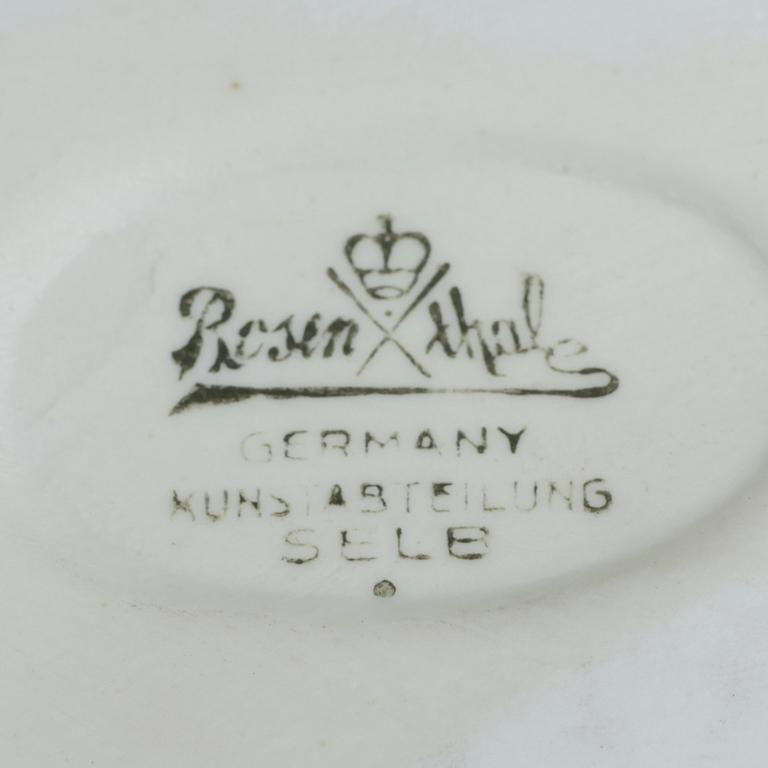 Rosenthal
GERMANY
KUNSTABTEILUNG
SELB